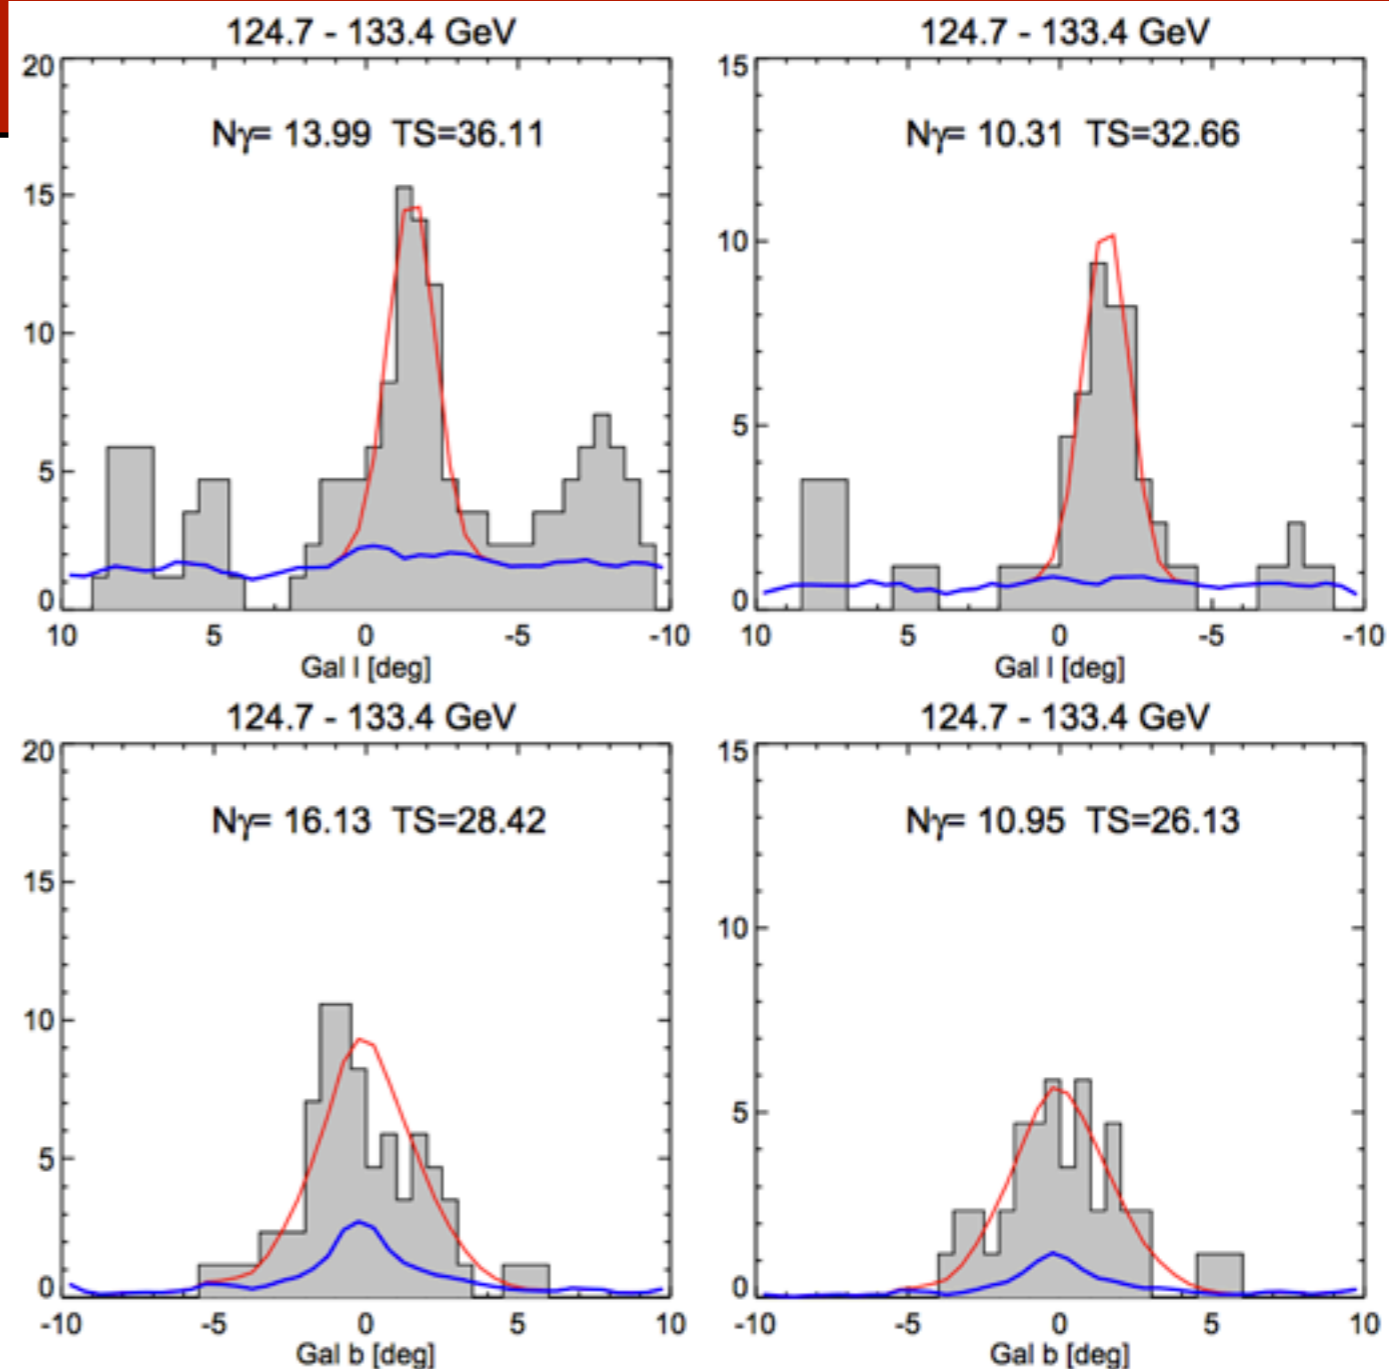 124.7 - 133.4 GeV
Nγ= 13.99 TS=36.11
20
15
10
5
0
10 5 0 -5 -10
Gal l [deg]
124.7 - 133.4 GeV
Nγ= 10.31 TS=32.66
15
10
5
0
10 5 0 -5 -10
Gal l [deg]
124.7 - 133.4 GeV
Nγ= 16.13 TS=28.42
20
15
10
5
0
-10 -5 0 5 10
Gal b [deg]
124.7 - 133.4 GeV
Nγ= 10.95 TS=26.13
15
10
5
0
-10 -5 0 5 10
Gal b [deg]